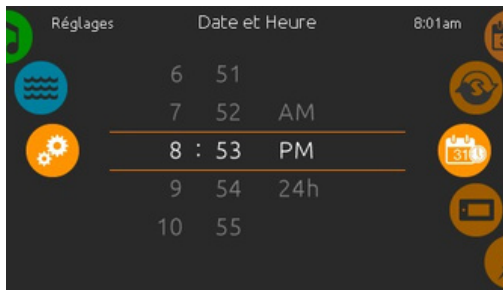 Réglages Date et Heure 8:01am
6 51
7 52 AM
8 : 53 PM
9 54 24h
10 55
31